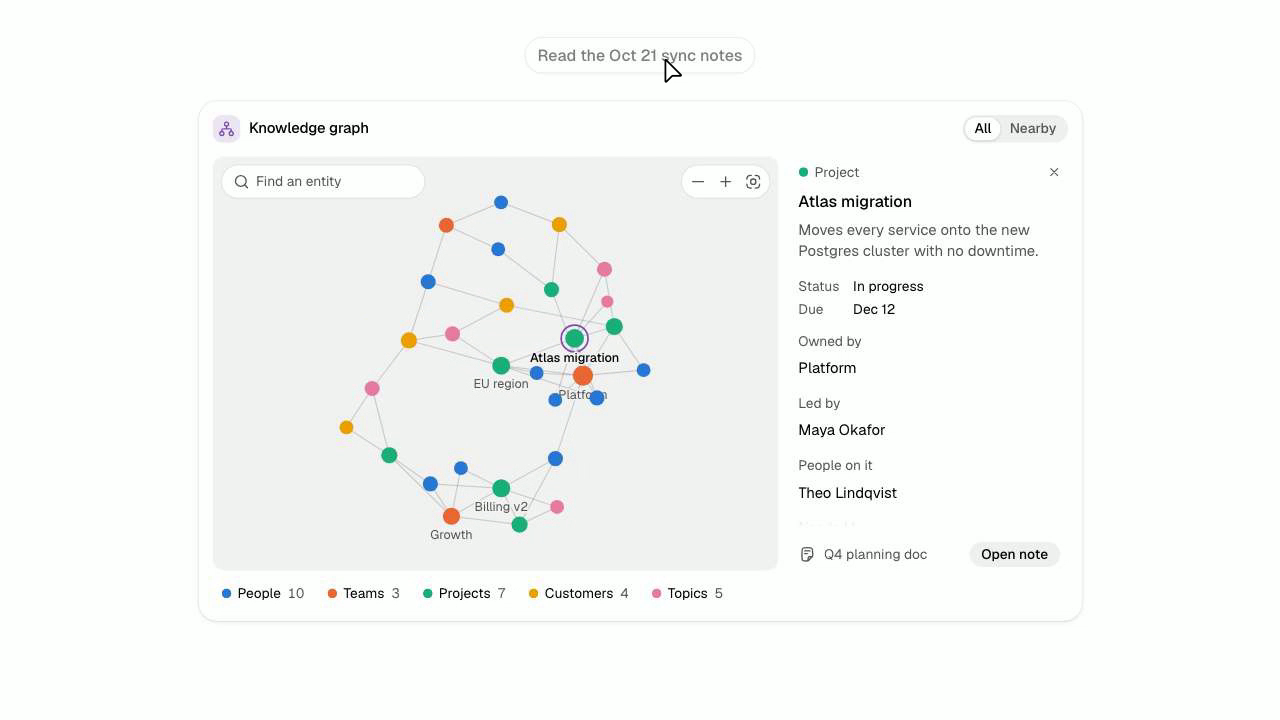 Read the Oct 21 sync notes
Knowledge graph
All
Nearby
Find an entity
Project
Atlas migration
Moves every service onto the new
Postgres cluster with no downtime.
Status In progress
Due Dec 12
Owned by
Platform
Led by
Maya Okafor
People on it
Theo Lindqvist
Q4 planning doc
Open note
Atlas migration
EU region
Platform
Billing v2
Growth
People 10
Teams 3
Projects 7
Customers 4
Topics 5